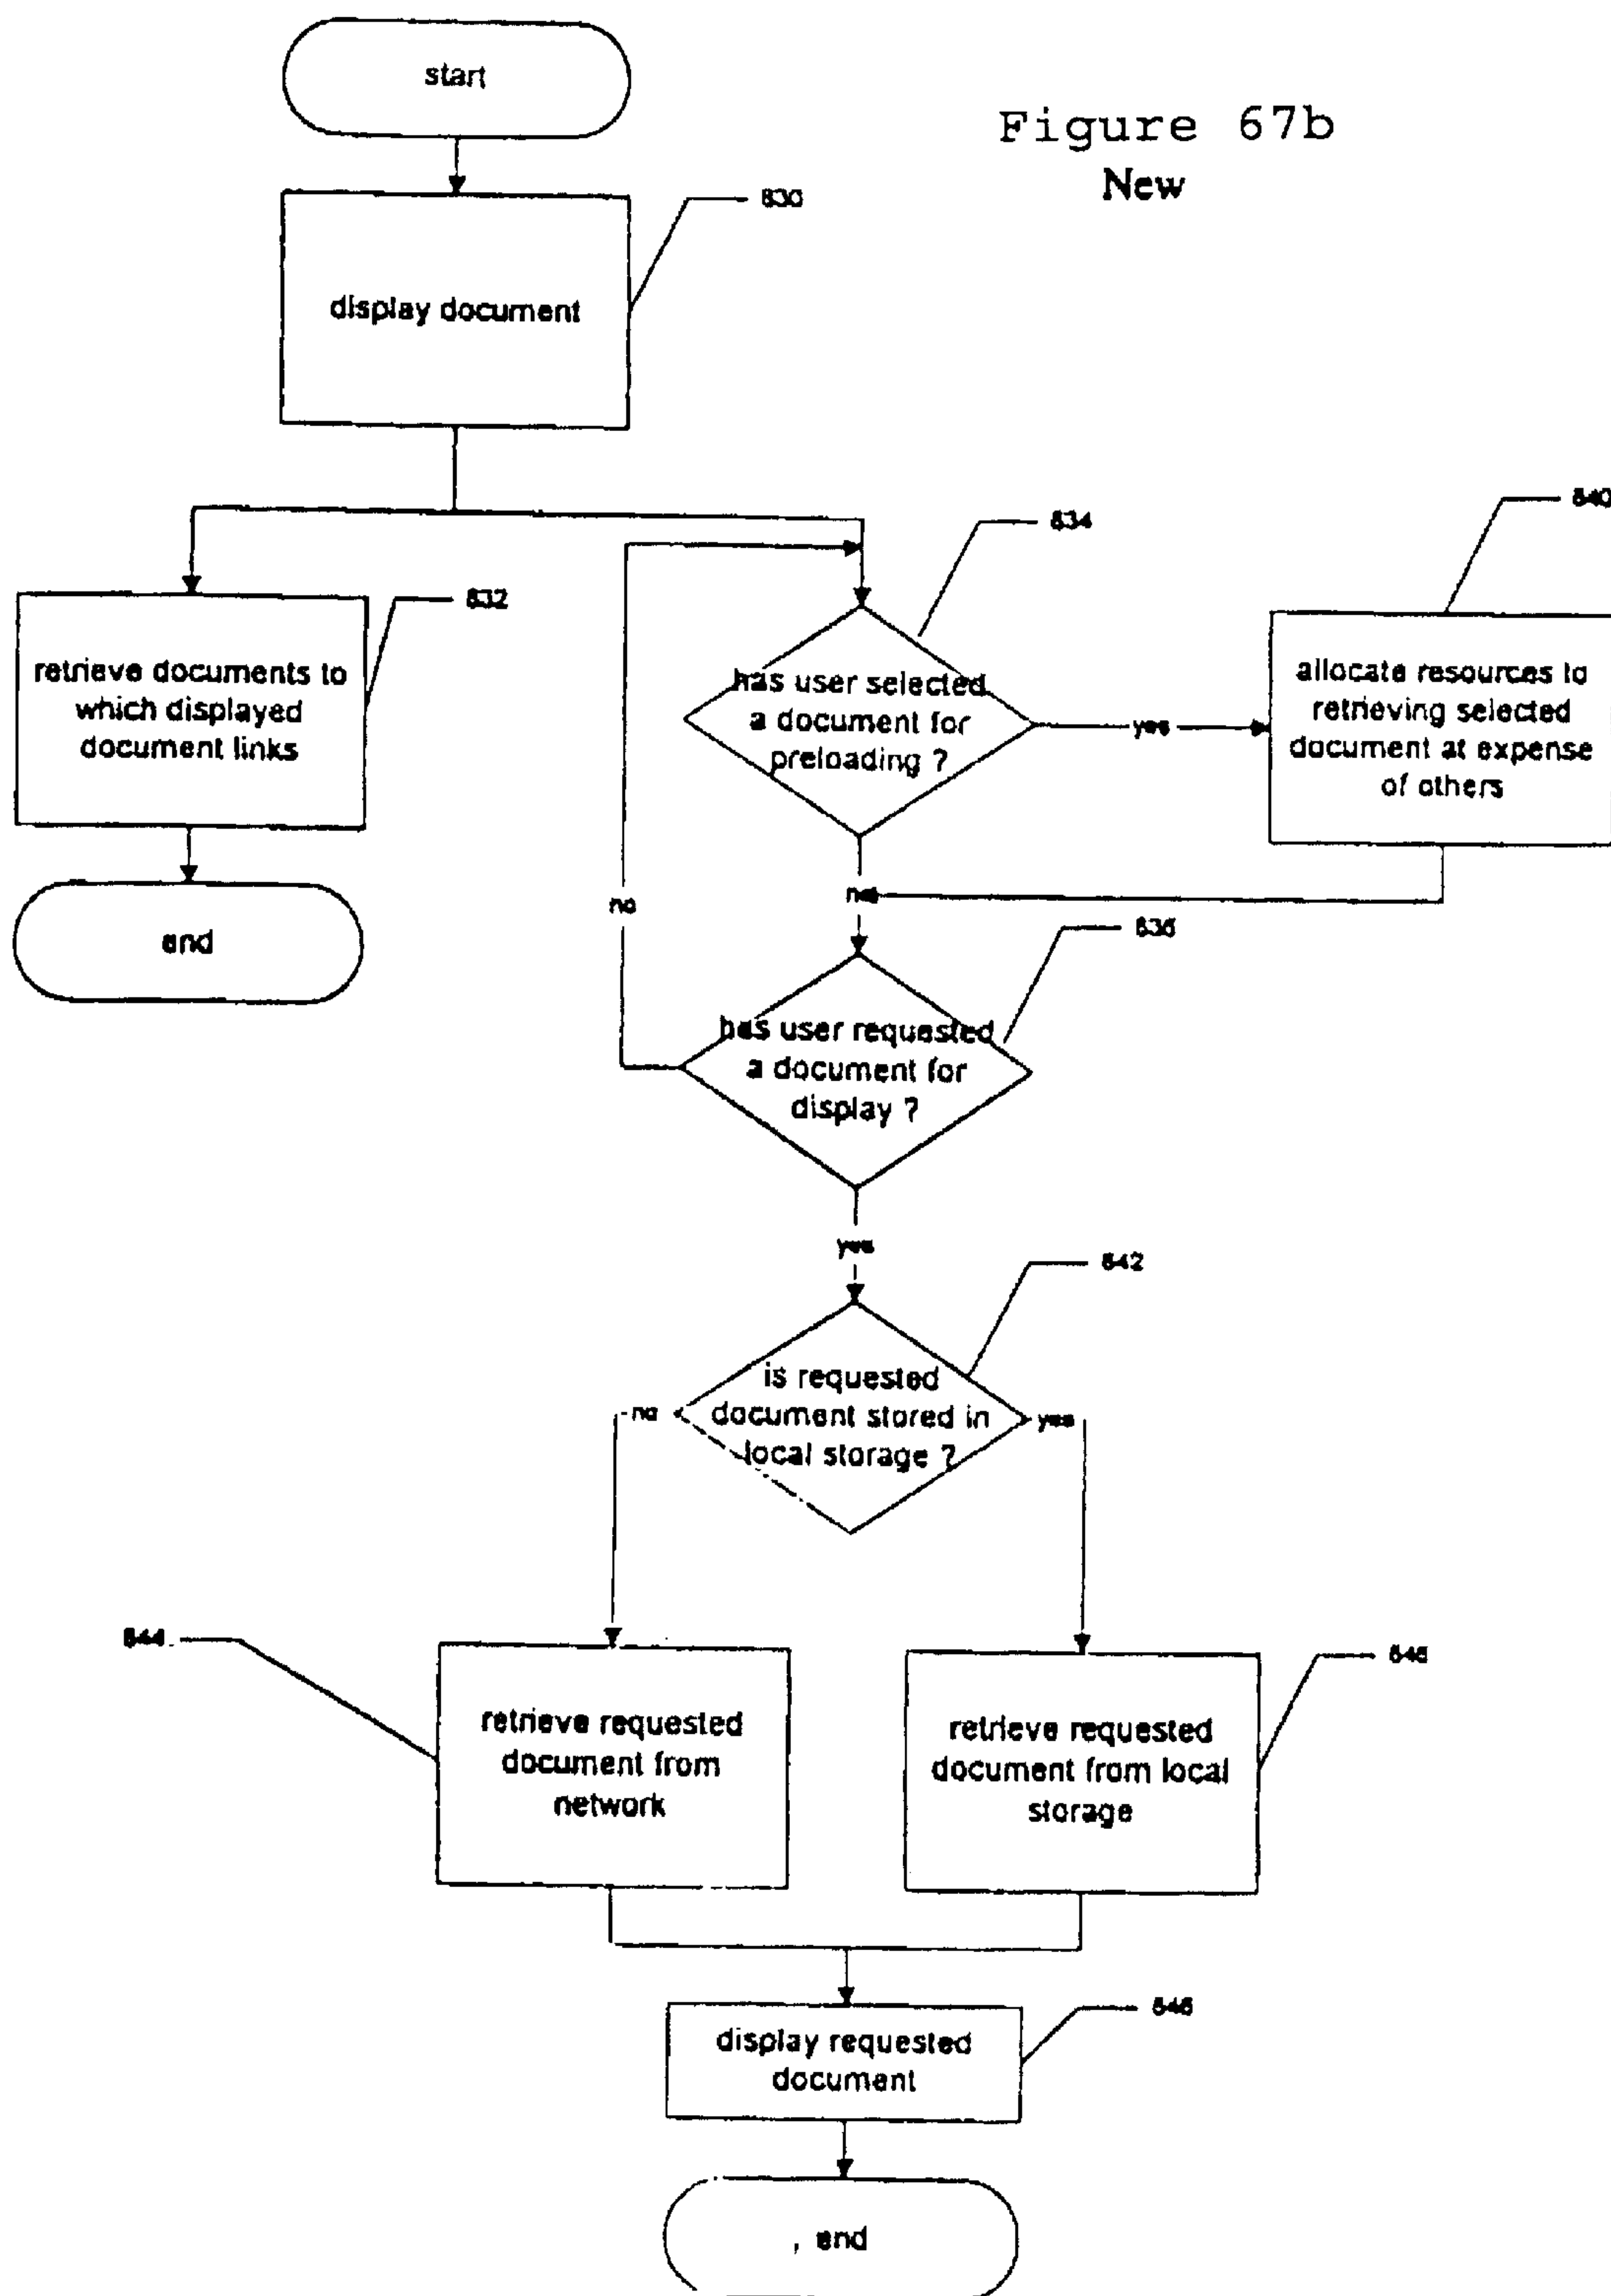 start
Figure 67b
New
830
display document
834
840
832
retrieve documents to
which displayed
document links
has user selected
a document for
preloading ?
yes
allocate resources to
retrieving selected
document at expense
of others
no
no
end
836
has user requested
a document for
display ?
yes
842
is requested
document stored in
local storage ?
no
yes
844
retrieve requested
document from
network
retrieve requested
document from local
storage
display requested
document
end